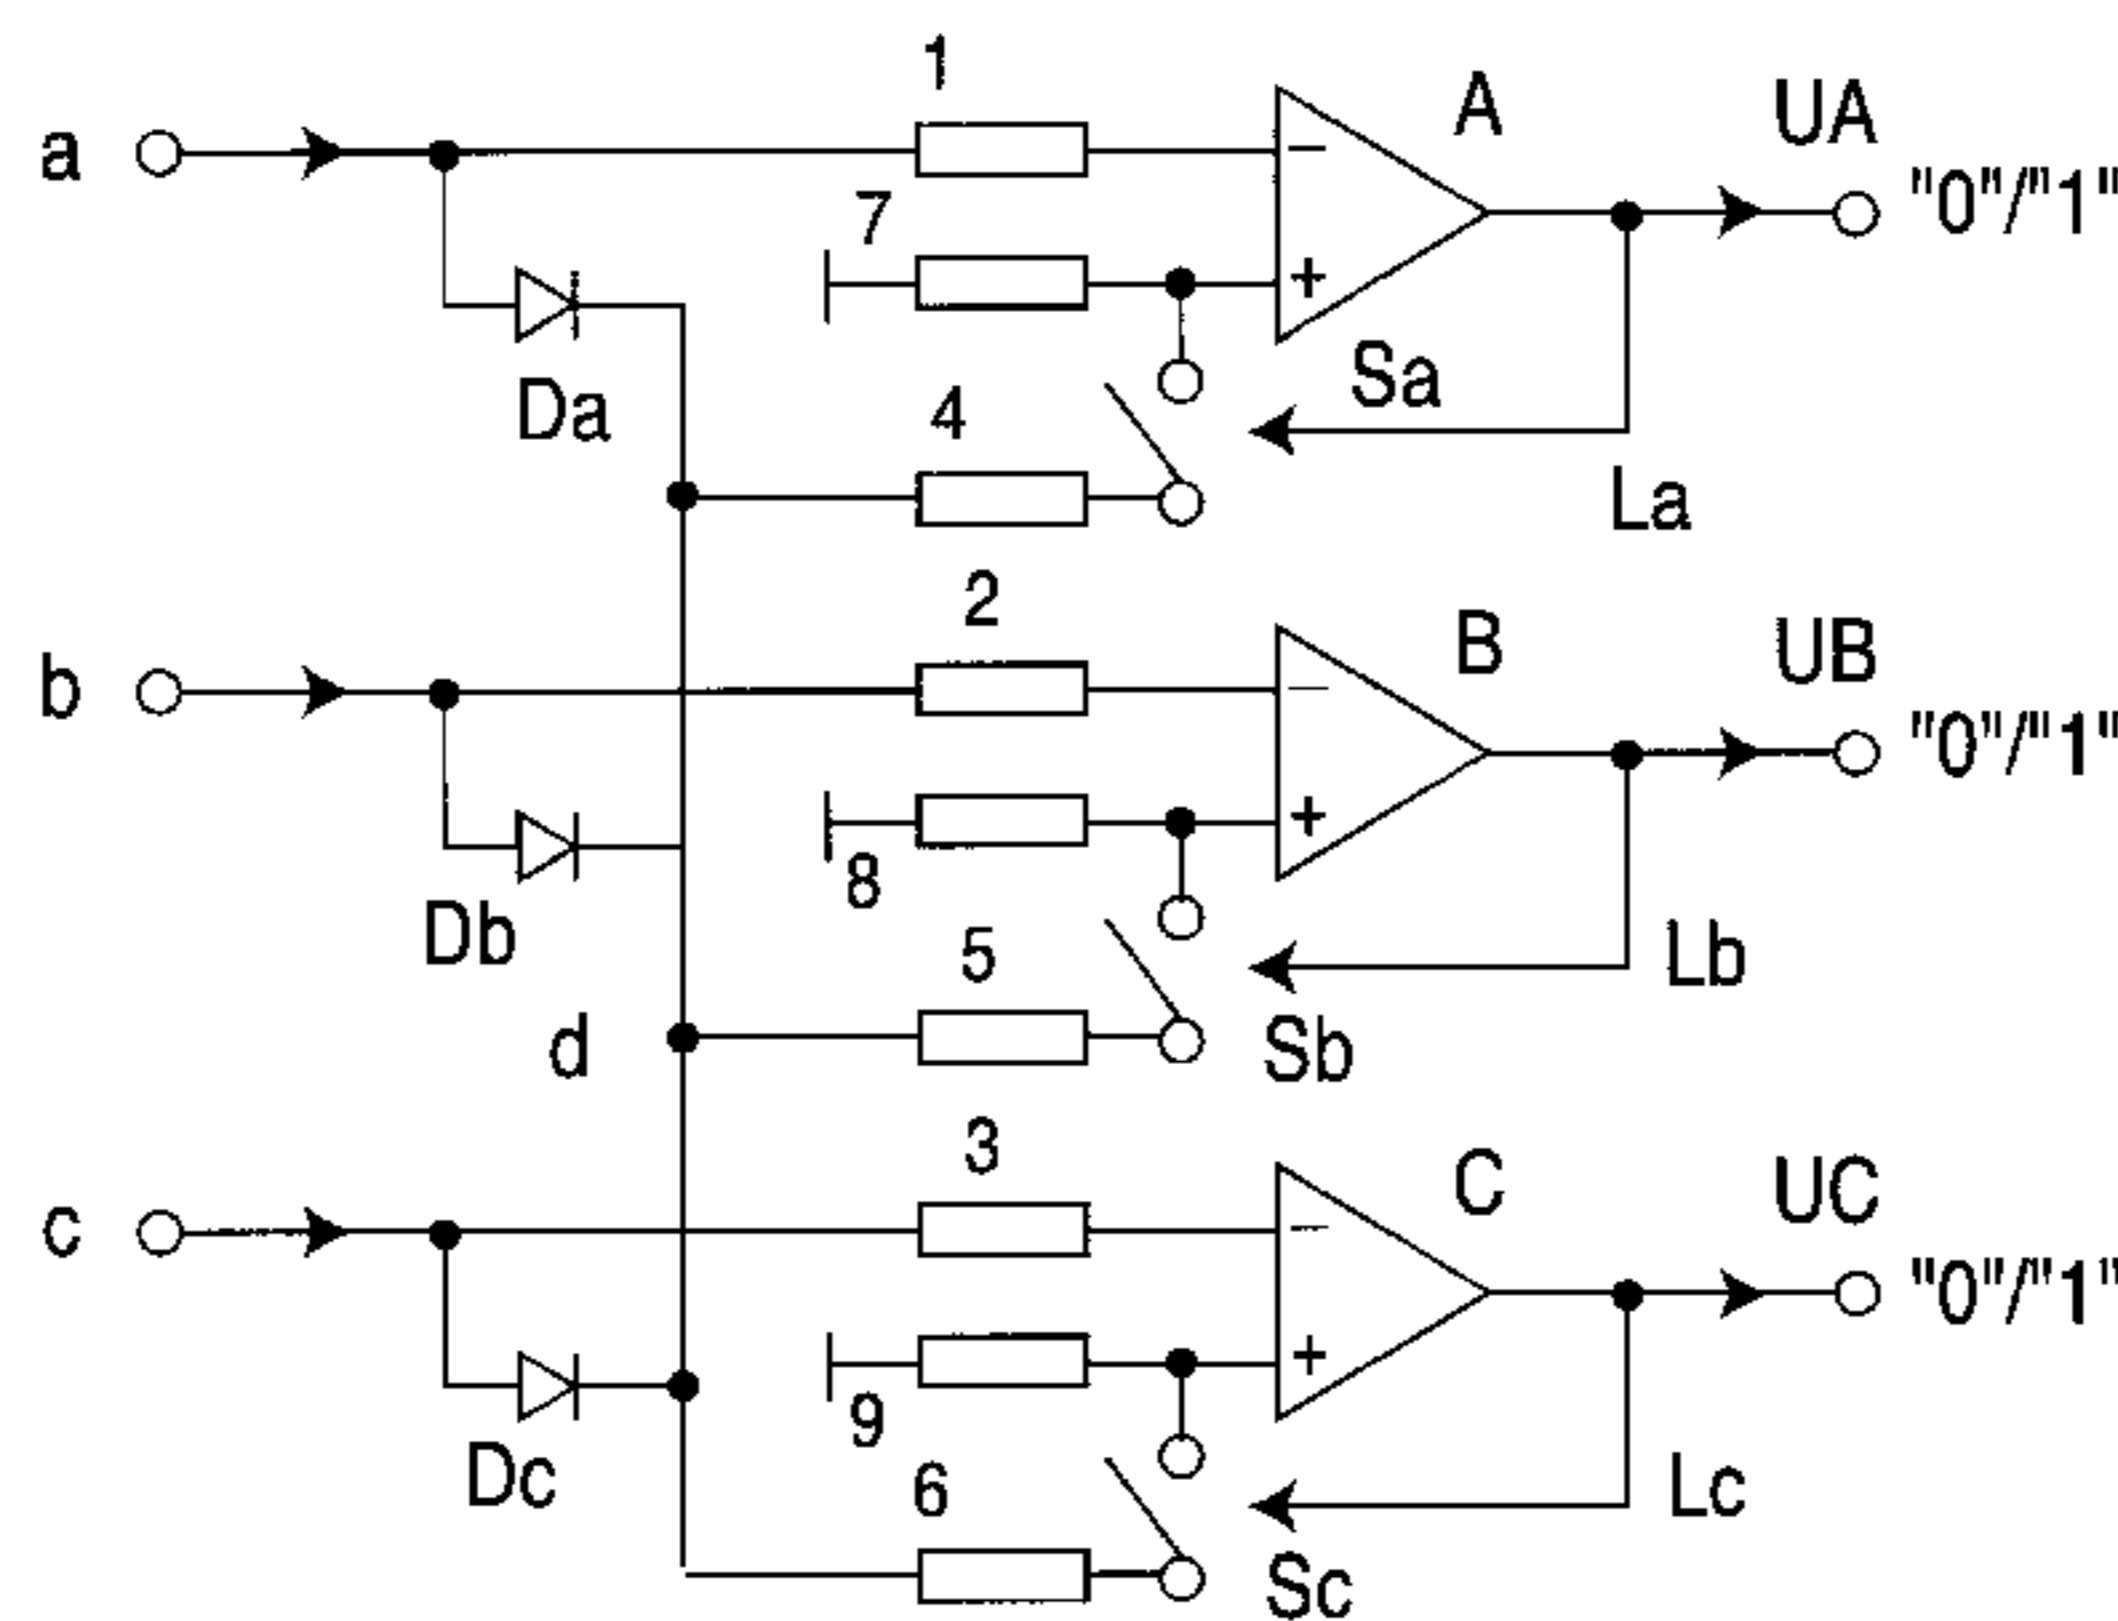 1
A
UA
a
"0"/"1"
7
−
+
Sa
Da
4
La
2
B
UB
b
"0"/"1"
−
+
8
Db
5
Lb
d
Sb
3
C
UC
c
"0"/"1"
−
+
9
Dc
6
Lc
Sc